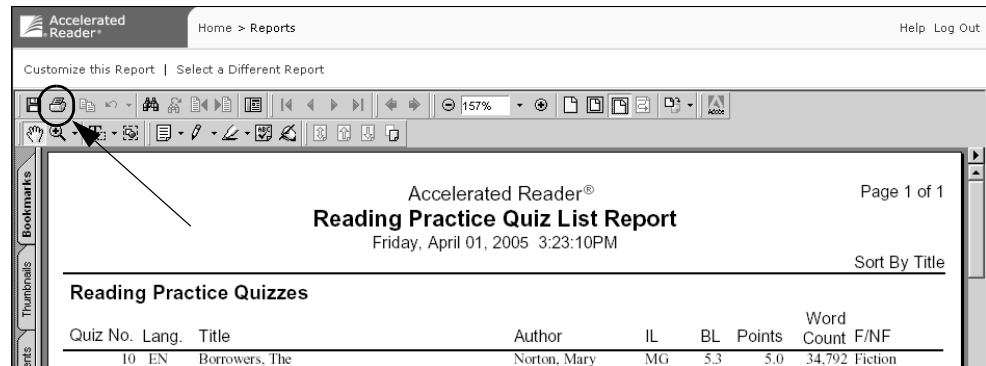 Accelerated Reader®
Home > Reports
Help Log Out
Customize this Report | Select a Different Report
157%
Adobe
Bookmarks
Thumbnails
Accelerated Reader®
Page 1 of 1
Reading Practice Quiz List Report
Friday, April 01, 2005 3:23:10PM
Sort By Title
Reading Practice Quizzes
Quiz No. Lang. Title Author IL BL Points Word Count F/NF
10 EN Borrowers, The Norton, Mary MG 5.3 5.0 34,792 Fiction